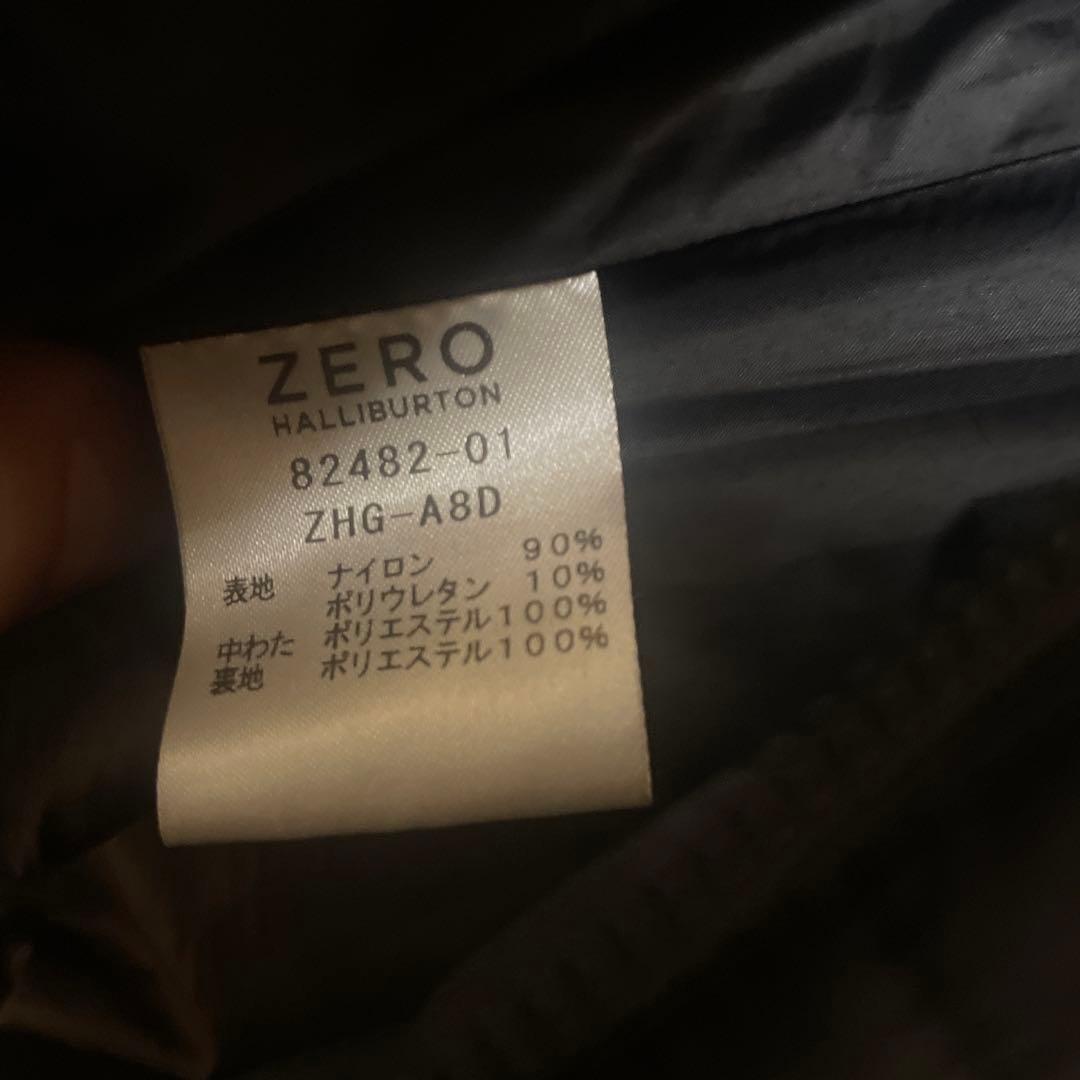 ZERO
HALLIBURTON
82482-01
ZHG-A8D
表地 ナイロン 90%
ポリウレタン 10%
中わた ポリエステル100%
裏地 ポリエステル100%